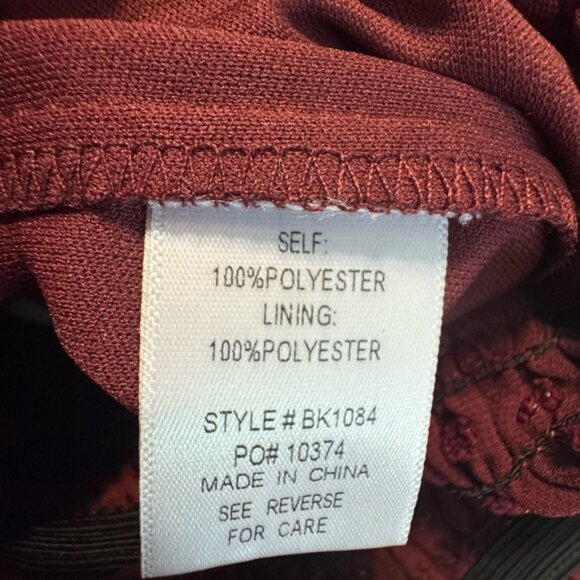 SELF:
100%POLYESTER
LINING:
100%POLYESTER
STYLE # BK1084
PO# 10374
MADE IN CHINA
SEE REVERSE
FOR CARE